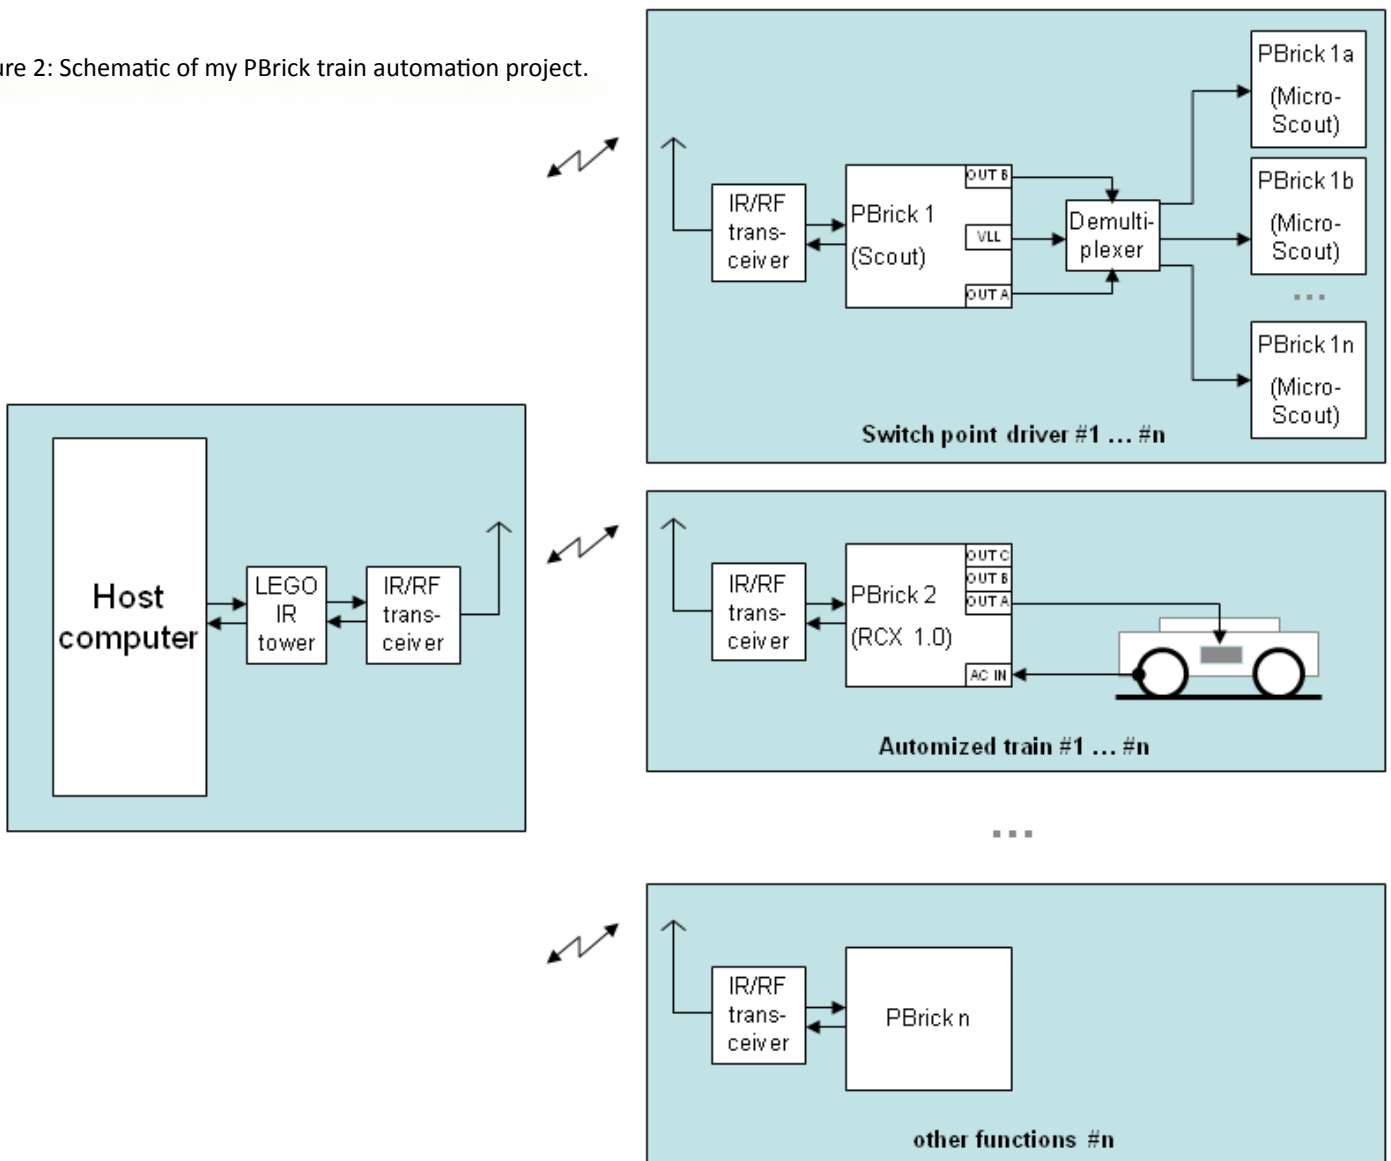 ure 2: Schematic of my PBrick train automation project.
IR/RF
trans-
ceiver
PBrick 1
(Scout)
OUT B
VLL
OUT A
Demulti-
plexer
PBrick 1a
(Micro-
Scout)
PBrick 1b
(Micro-
Scout)
...
PBrick 1n
(Micro-
Scout)
Switch point driver #1 ... #n
Host
computer
LEGO
IR
tower
IR/RF
trans-
ceiver
IR/RF
trans-
ceiver
PBrick 2
(RCX 1.0)
OUT C
OUT B
OUT A
AC IN
Automized train #1 ... #n
...
IR/RF
trans-
ceiver
PBrick n
other functions #n